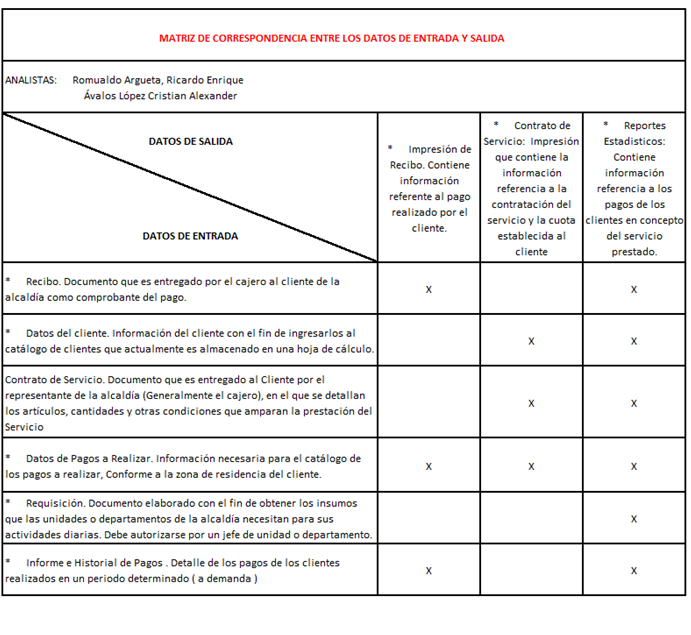 MATRIZ DE CORRESPONDENCIA ENTRE LOS DATOS DE ENTRADA Y SALIDA
ANALISTAS: Romualdo Argueta, Ricardo Enrique
Ávalos López Cristian Alexander
DATOS DE SALIDA
DATOS DE ENTRADA
* Impresión de
Recibo. Contiene
información
referente al pago
realizado por el
cliente.
* Contrato de
Servicio: Impresión
que contiene la
información
referencia a la
contratación del
servicio y la cuota
establecida al
cliente
* Reportes
Estadisticos:
Contiene
información
referencia a los
pagos de los
clientes en concepto
del servicio
prestado.
* Recibo. Documento que es entregado por el cajero al cliente de la
alcaldía como comprobante del pago.
X X
* Datos del cliente. Información del cliente con el fin de ingresarlos al
catálogo de clientes que actualmente es almacenado en una hoja de cálculo.
X X
Contrato de Servicio. Documento que es entregado al Cliente por el
representante de la alcaldía (Generalmente el cajero), en el que se detallan
los artículos, cantidades y otras condiciones que amparan la prestación del
Servicio
X X
* Datos de Pagos a Realizar. Información necesaria para el catálogo de
los pagos a realizar, Conforme a la zona de residencia del cliente.
X X X
* Requisición. Documento elaborado con el fin de obtener los insumos
que las unidades o departamentos de la alcaldía necesitan para sus
actividades diarias. Debe autorizarse por un jefe de unidad o departamento.
X
* Informe e Historial de Pagos . Detalle de los pagos de los clientes
realizados en un periodo determinado ( a demanda )
X X